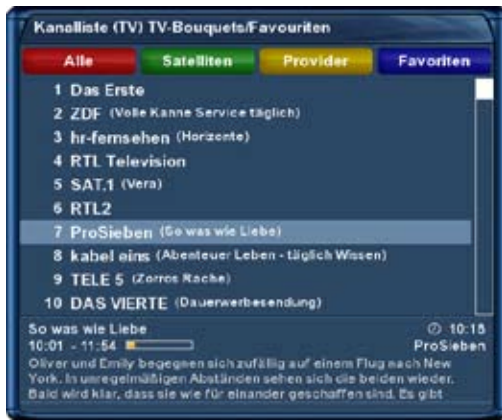 Kanalliste (TV) TV-Bouquets/Favouriten
Alle Satelliten Provider Favoriten
1 Das Erste
2 ZDF (Volle Kanne Service täglich)
3 hr-fernsehen (Horizonte)
4 RTL Television
5 SAT.1 (Vera)
6 RTL2
7 ProSieben (So was wie Liebe)
8 kabel eins (Abenteuer Leben - täglich Wissen)
9 TELE 5 (Zorros Rache)
10 DAS VIERTE (Dauerwerbesendung)
So was wie Liebe 10:15
10:01 - 11:54 ProSieben
Oliver und Emily begegnen sich zufällig auf einem Flug nach New
York. In unregelmäßigen Abständen sehen sich die beiden wieder.
Bald wird klar, dass sie wie für einander geschaffen sind. Es gibt